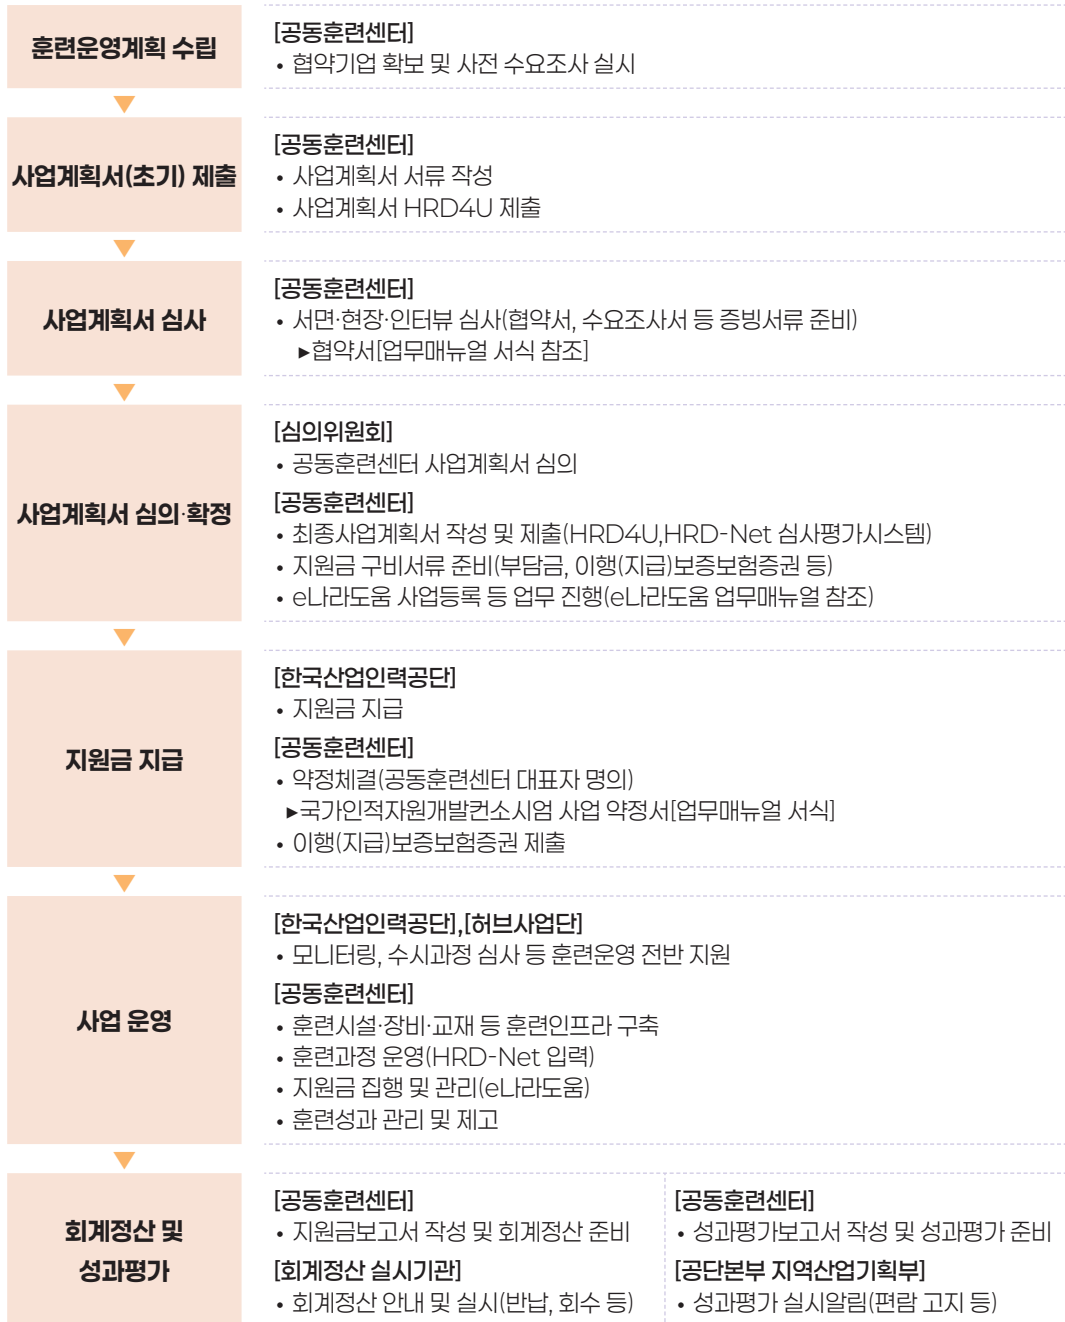 훈련운영계획 수립
[공동훈련센터]
• 협약기업 확보 및 사전 수요조사 실시
사업계획서(초기) 제출
[공동훈련센터]
• 사업계획서 서류 작성
• 사업계획서 HRD4U 제출
사업계획서 심사
[공동훈련센터]
• 서면·현장·인터뷰 심사(협약서, 수요조사서 등 증빙서류 준비)
▸협약서[업무매뉴얼 서식 참조]
사업계획서 심의·확정
[심의위원회]
• 공동훈련센터 사업계획서 심의
[공동훈련센터]
• 최종사업계획서 작성 및 제출(HRD4U,HRD-Net 심사평가시스템)
• 지원금 구비서류 준비(부담금, 이행(지급)보증보험증권 등)
• e나라도움 사업등록 등 업무 진행(e나라도움 업무매뉴얼 참조)
지원금 지급
[한국산업인력공단]
• 지원금 지급
[공동훈련센터]
• 약정체결(공동훈련센터 대표자 명의)
▸국가인적자원개발컨소시엄 사업 약정서[업무매뉴얼 서식]
• 이행(지급)보증보험증권 제출
사업 운영
[한국산업인력공단],[허브사업단]
• 모니터링, 수시과정 심사 등 훈련운영 전반 지원
[공동훈련센터]
• 훈련시설·장비·교재 등 훈련인프라 구축
• 훈련과정 운영(HRD-Net 입력)
• 지원금 집행 및 관리(e나라도움)
• 훈련성과 관리 및 제고
회계정산 및
성과평가
[공동훈련센터]
• 지원금보고서 작성 및 회계정산 준비
[회계정산 실시기관]
• 회계정산 안내 및 실시(반납, 회수 등)
[공동훈련센터]
• 성과평가보고서 작성 및 성과평가 준비
[공단본부 지역산업기획부]
• 성과평가 실시알림(편람 고지 등)